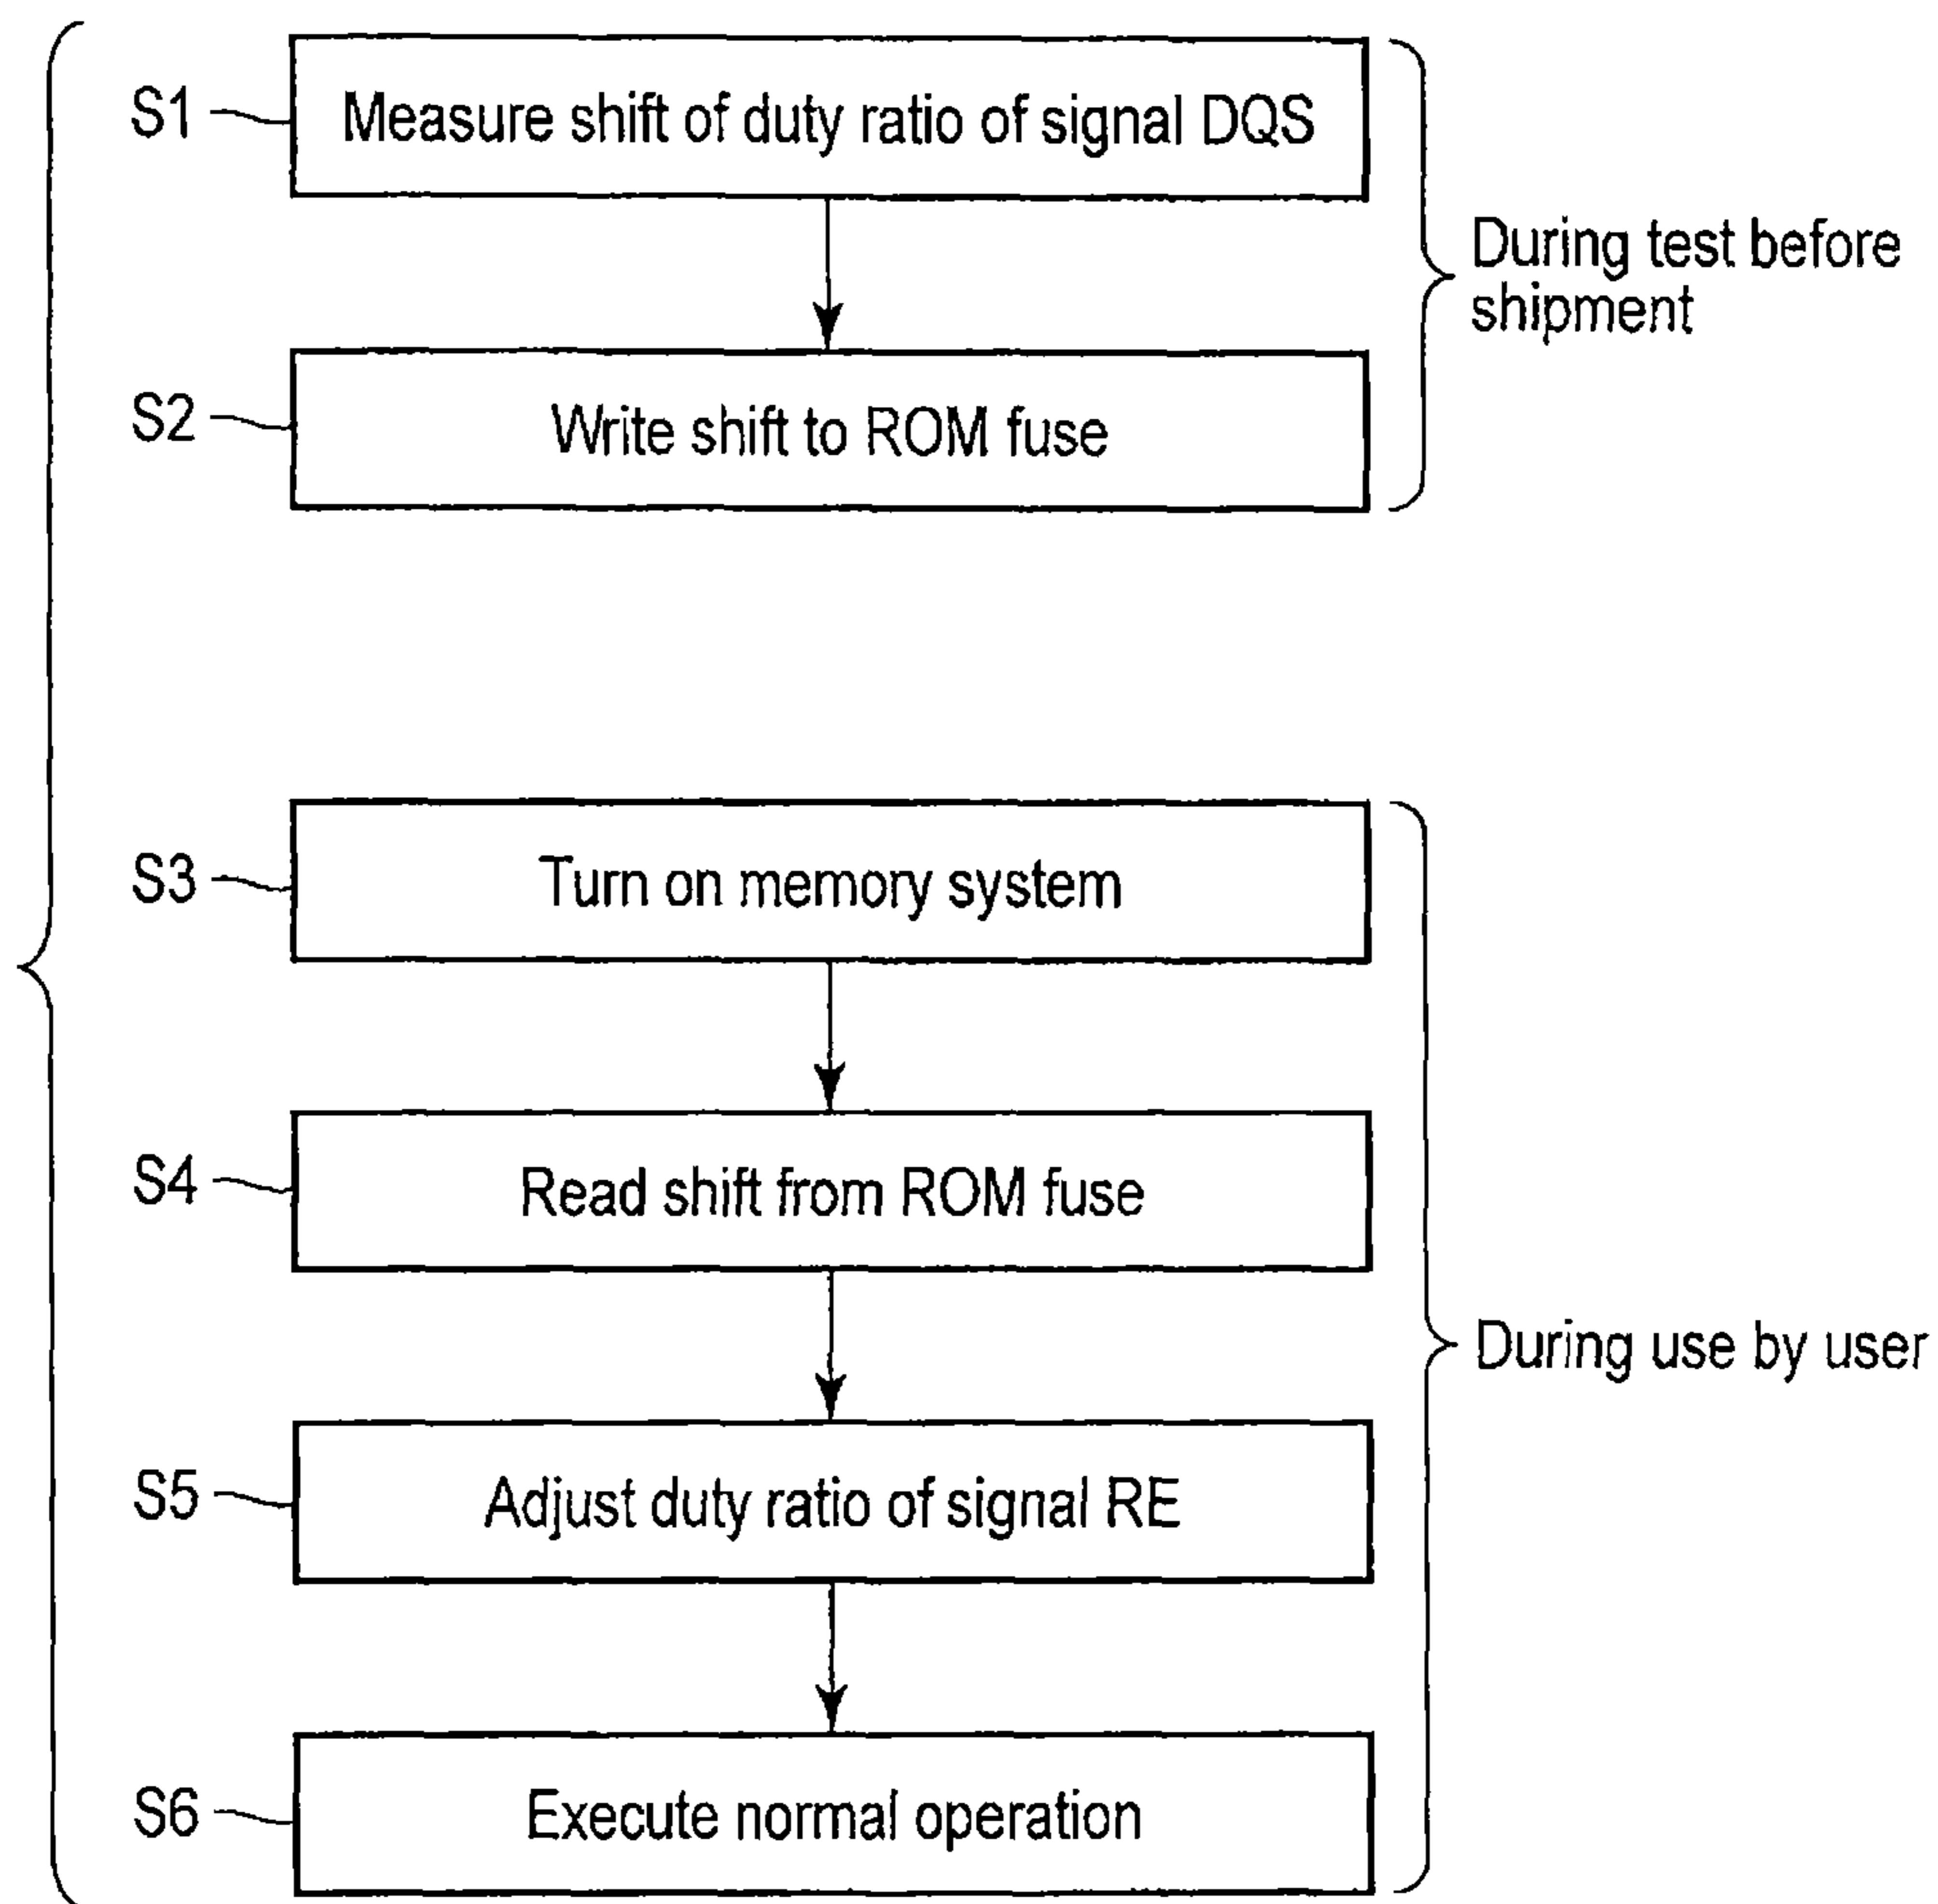 S1
Measure shift of duty ratio of signal DQS
During test before
shipment
S2
Write shift to ROM fuse
S3
Turn on memory system
S4
Read shift from ROM fuse
During use by user
S5
Adjust duty ratio of signal RE
S6
Execute normal operation